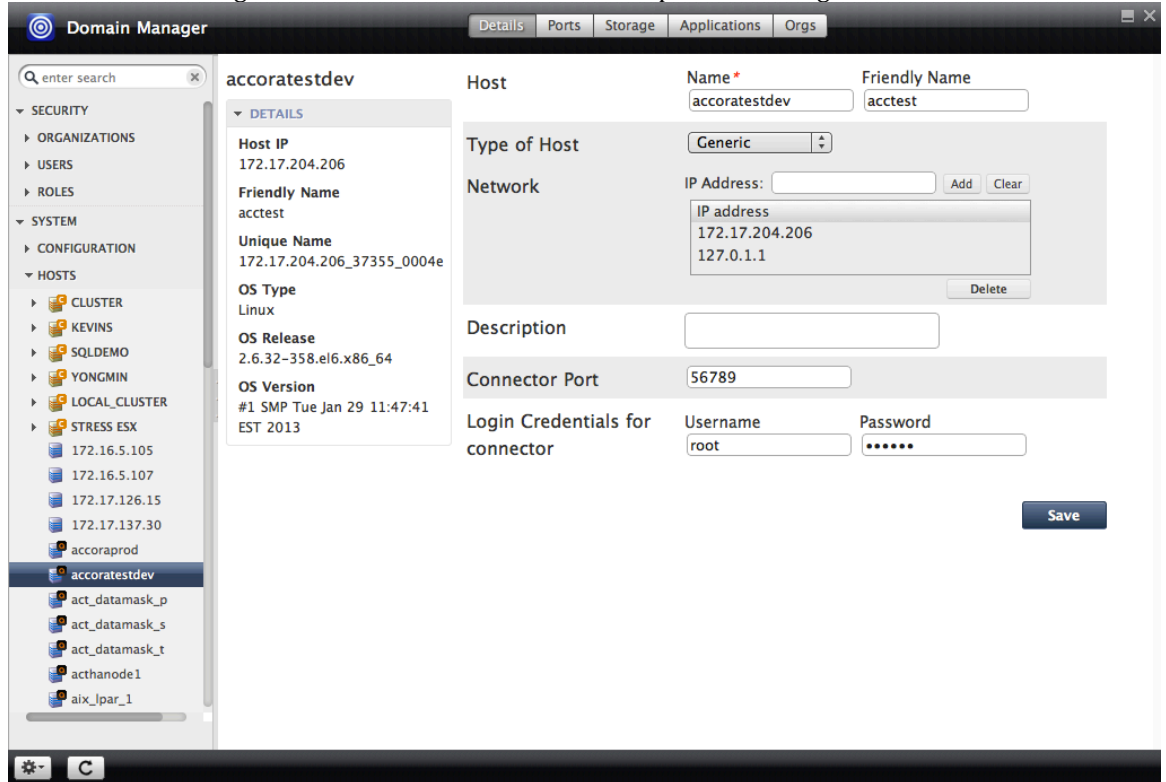 Domain Manager
Details Ports Storage Applications Orgs
enter search
SECURITY
ORGANIZATIONS
USERS
ROLES
SYSTEM
CONFIGURATION
HOSTS
CLUSTER
KEVINS
SQLDEMO
YONGMIN
LOCAL_CLUSTER
STRESS ESX
172.16.5.105
172.16.5.107
172.17.126.15
172.17.137.30
accoraprod
accoratestdev
act_datamask_p
act_datamask_s
act_datamask_t
acthanode1
aix_lpar_1
accoratestdev
DETAILS
Host IP
172.17.204.206
Friendly Name
acctest
Unique Name
172.17.204.206_37355_0004e
OS Type
Linux
OS Release
2.6.32-358.el6.x86_64
OS Version
#1 SMP Tue Jan 29 11:47:41
EST 2013
Host
Name* Friendly Name
accoratestdev acctest
Type of Host Generic
Network IP Address: Add Clear
IP address
172.17.204.206
127.0.1.1
Delete
Description
Connector Port 56789
Login Credentials for
connector
Username Password
root ••••••
Save